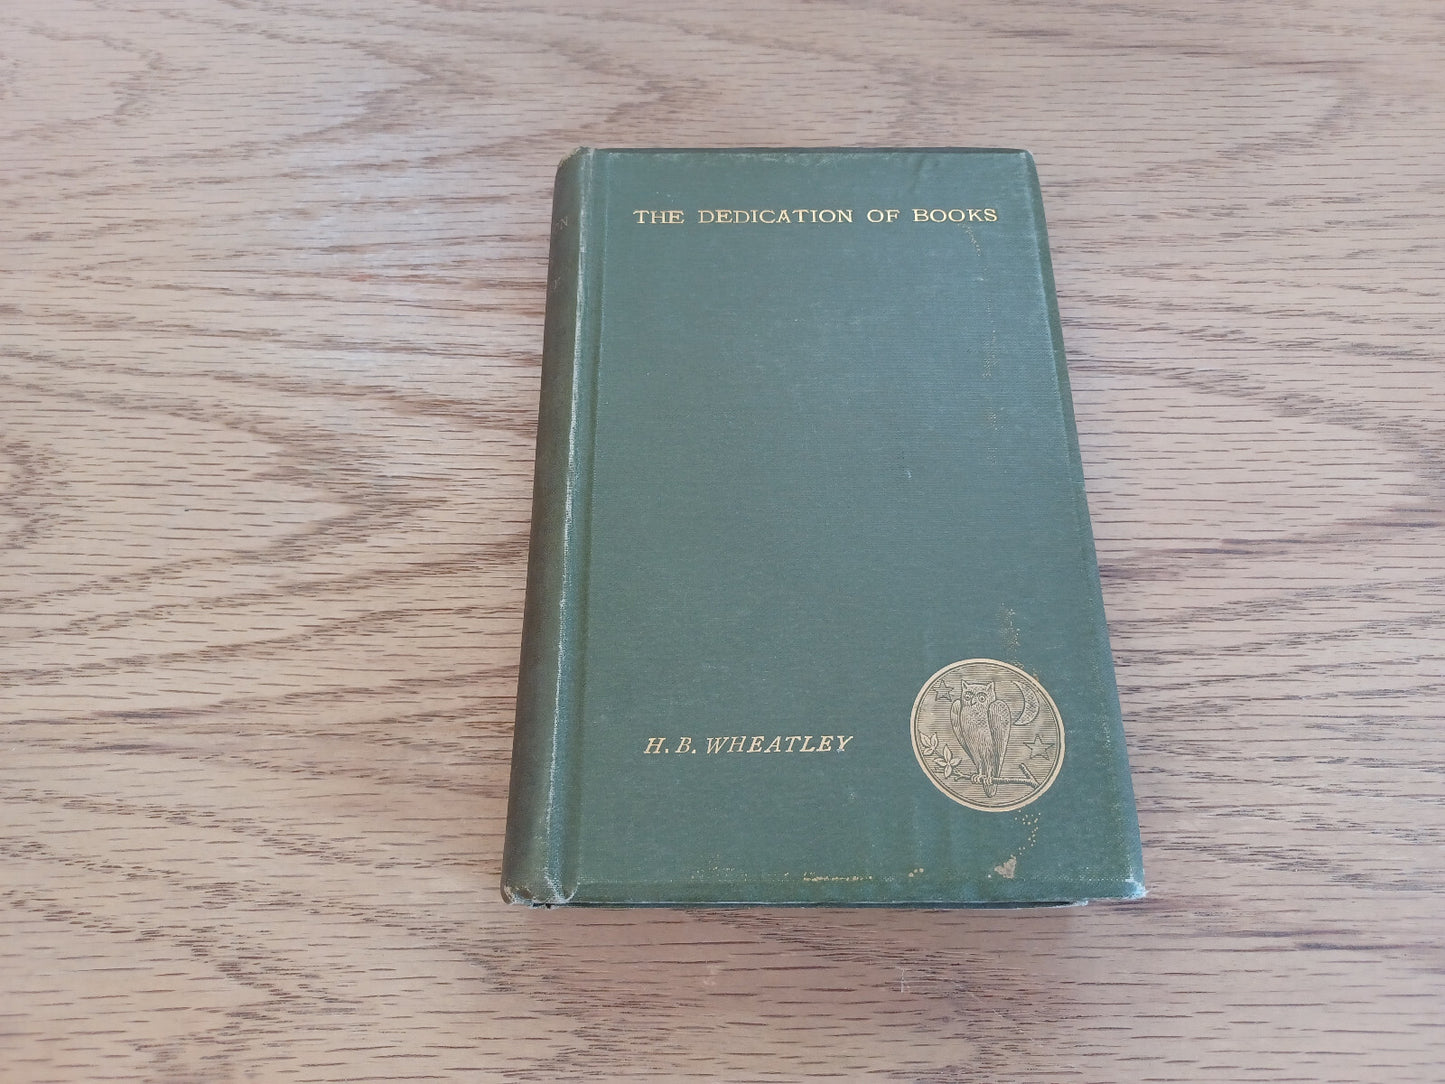 THE DEDICATION OF BOOKS
H. B. WHEATLEY